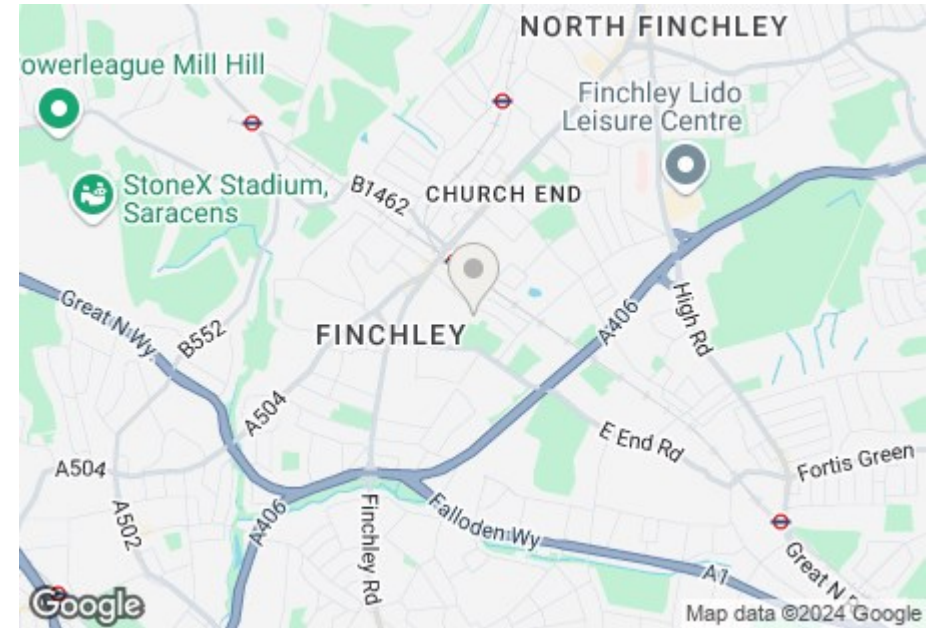 NORTH FINCHLEY
owerleague Mill Hill
Finchley Lido
Leisure Centre
StoneX Stadium,
Saracens
B1462
CHURCH END
Great N Wy
B552
FINCHLEY
A406
High Rd
A504
E End Rd
A504
Fortis Green
A502
A406
Finchley Rd
Falloden Wy
A1
Great N R
Google
Map data ©2024 Google